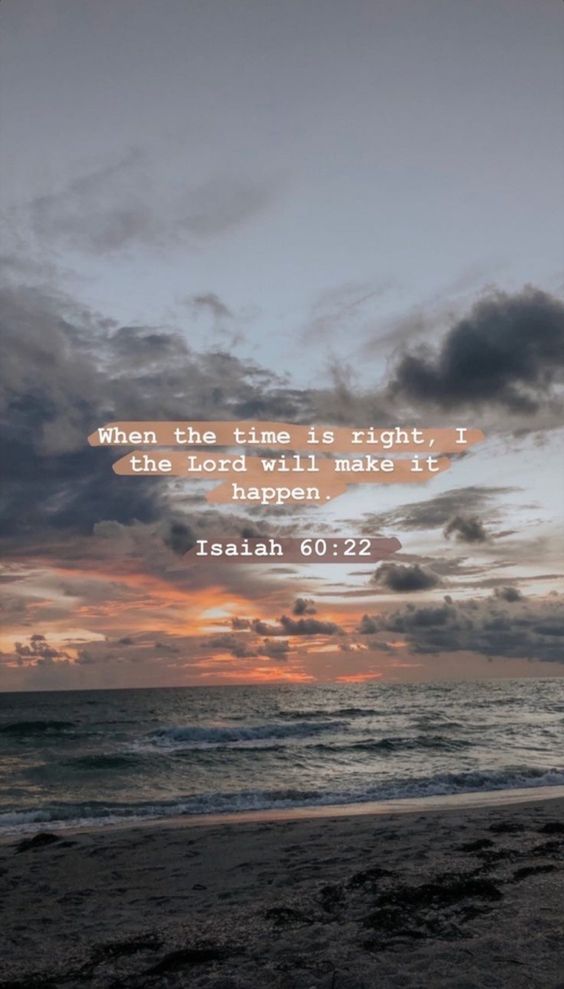 When the time is right, I
the Lord will make it
happen.
Isaiah 60:22